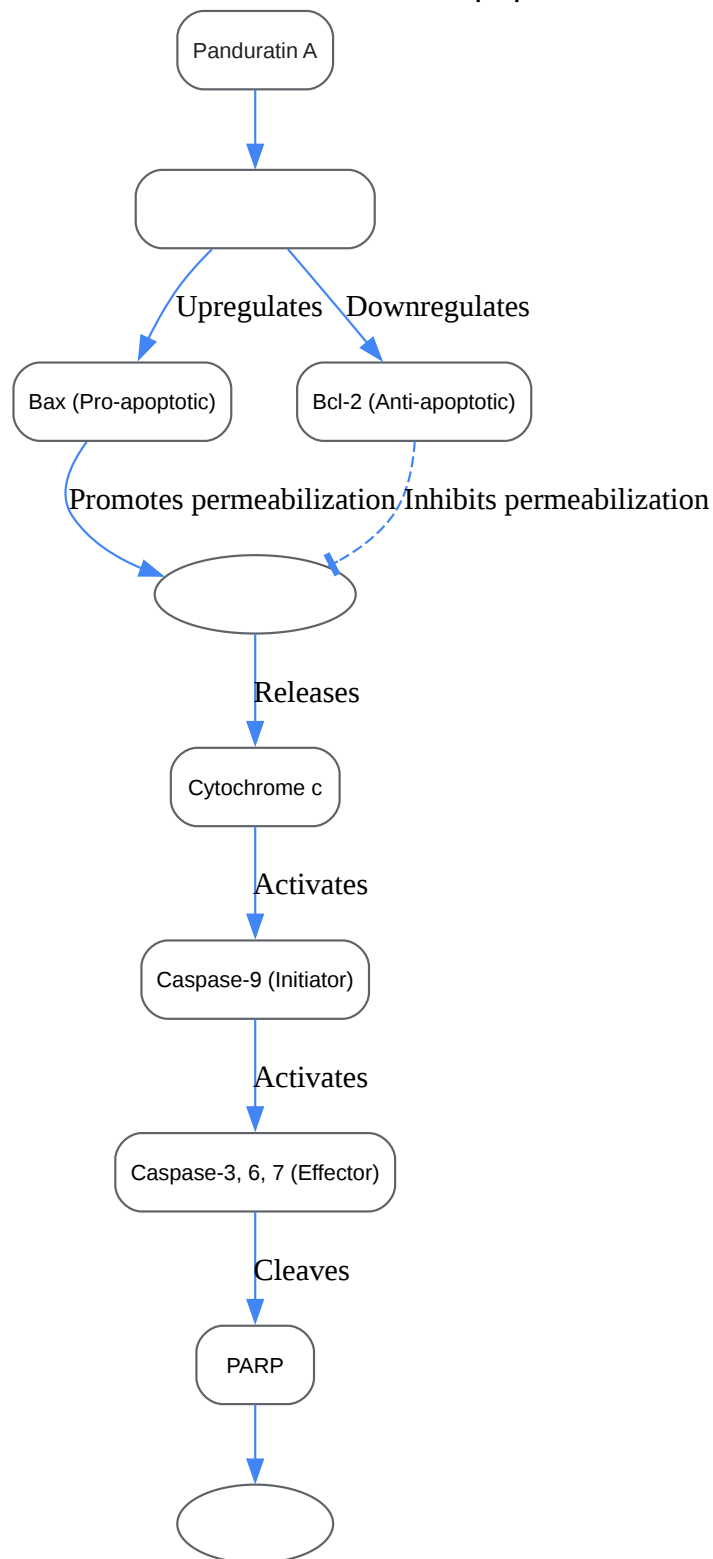 Panduratin A
Upregulates
Downregulates
Bax (Pro-apoptotic)
Bcl-2 (Anti-apoptotic)
Promotes permeabilization
Inhibits permeabilization
Releases
Cytochrome c
Activates
Caspase-9 (Initiator)
Activates
Caspase-3, 6, 7 (Effector)
Cleaves
PARP